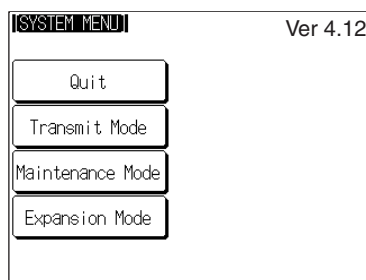 [SYSTEM MENU]
Ver 4.12
Quit
Transmit Mode
Maintenance Mode
Expansion Mode